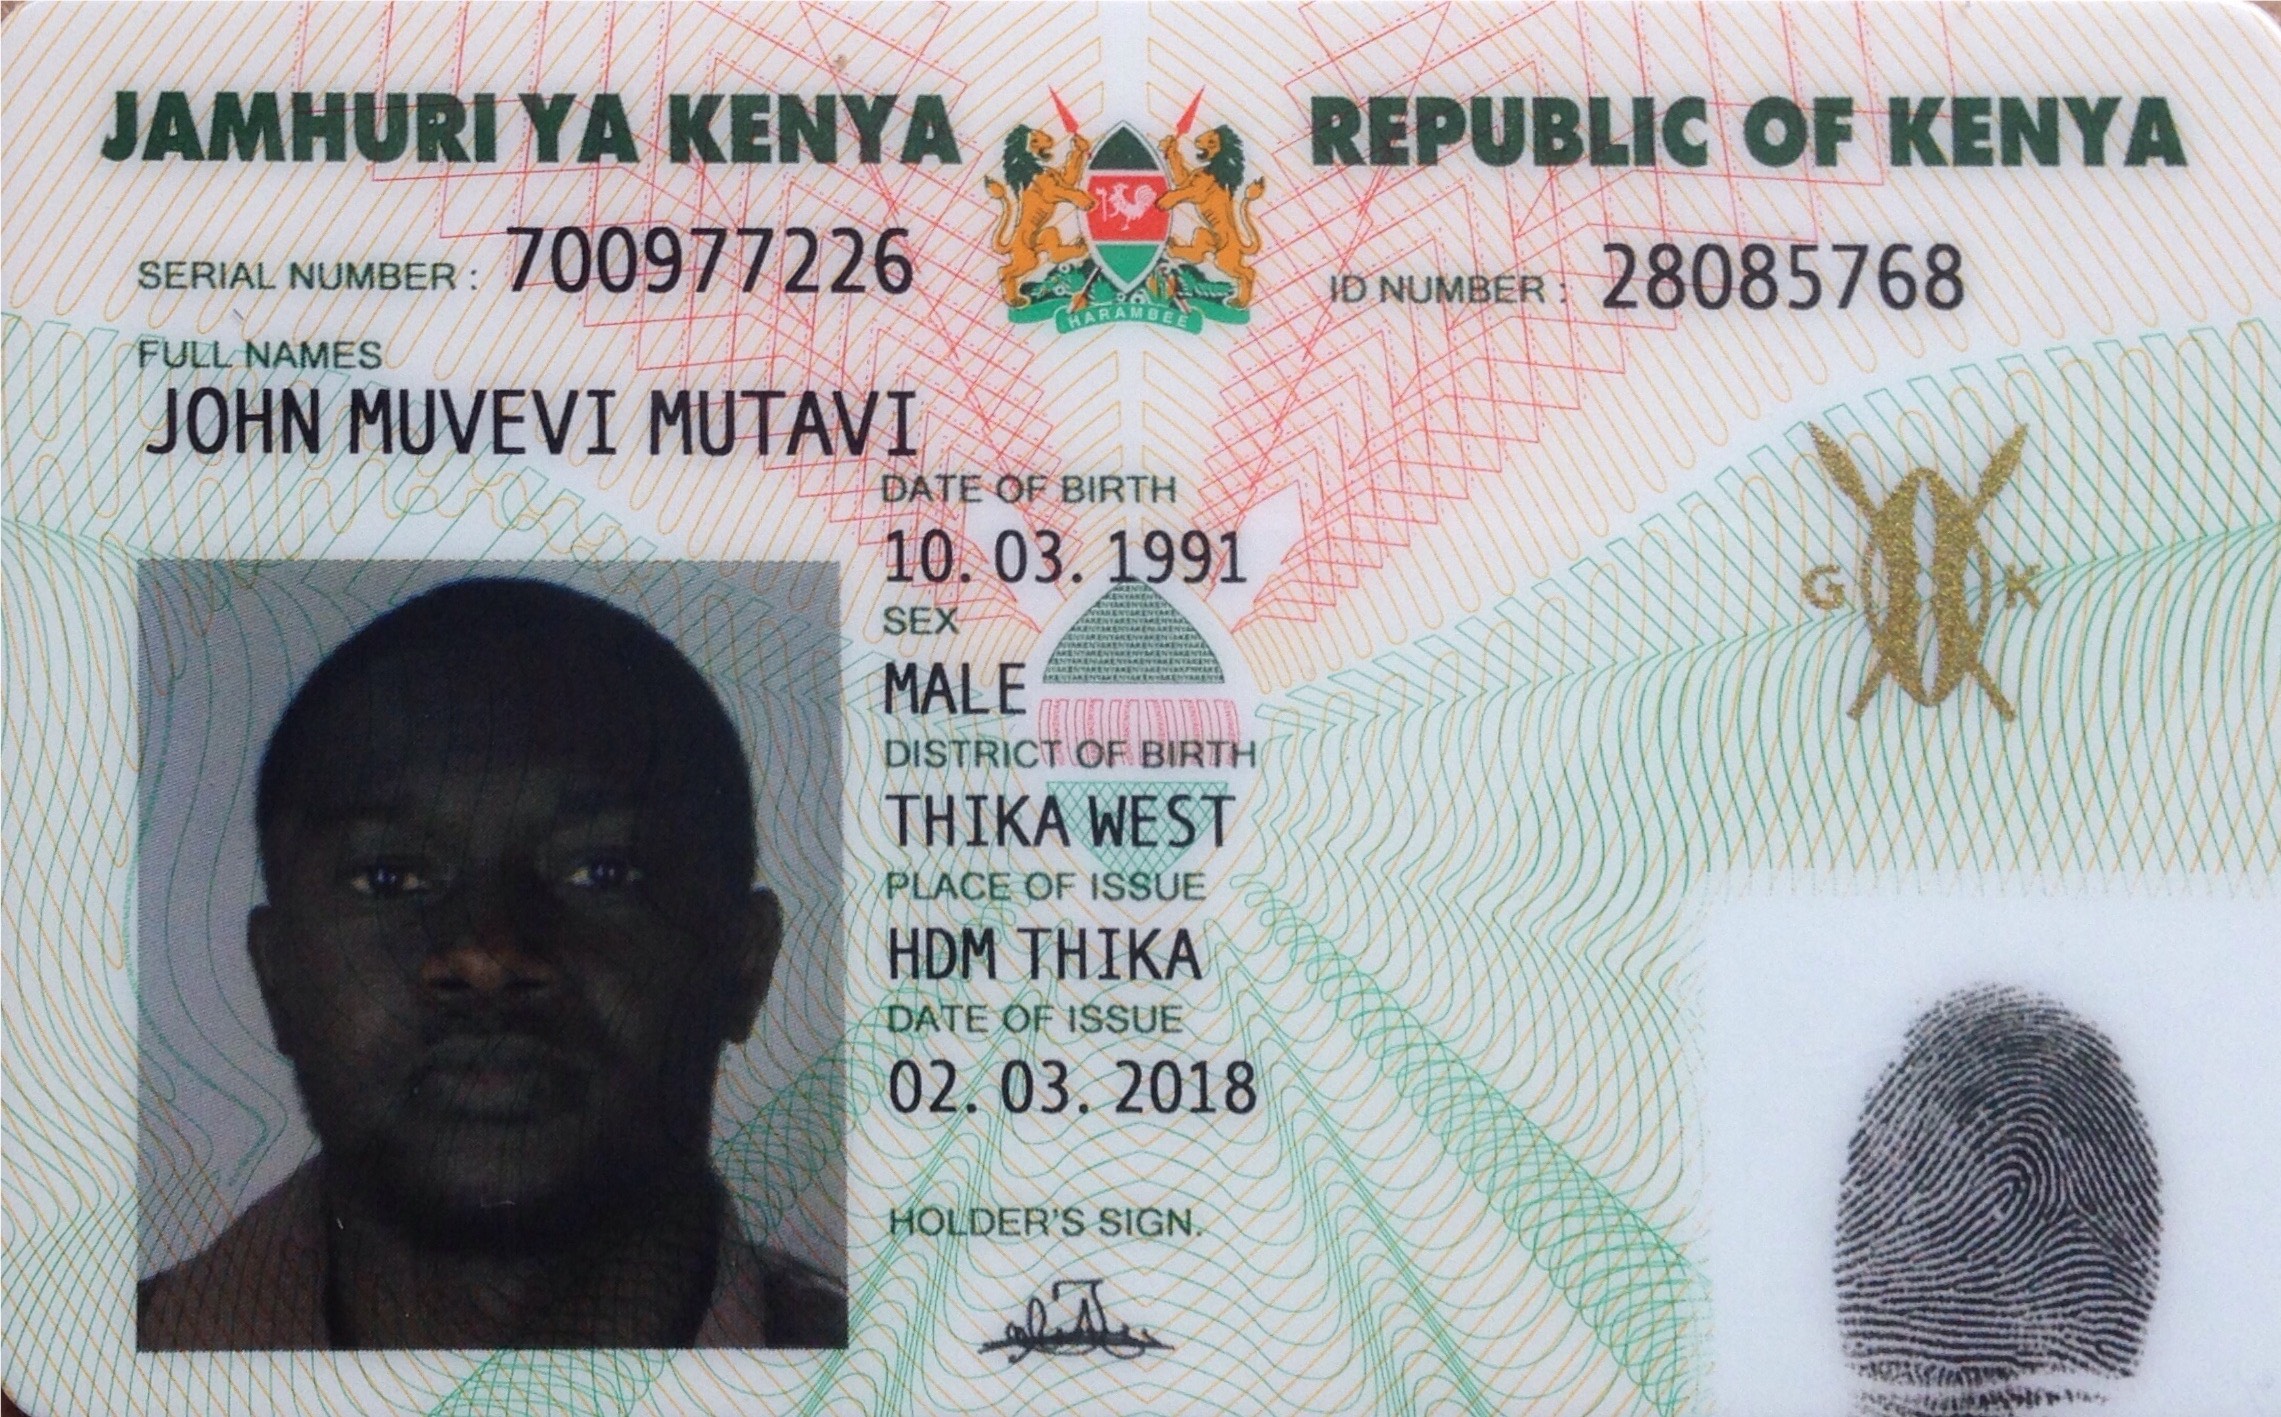 JAMHURI YA KENYA
REPUBLIC OF KENYA
SERIAL NUMBER : 700977226
ID NUMBER : 28085768
HARAMBEE
FULL NAMES
JOHN MUVEVI MUTAVI
DATE OF BIRTH
10. 03. 1991
G K
SEX
MALE
DISTRICT OF BIRTH
THIKA WEST
PLACE OF ISSUE
HDM THIKA
DATE OF ISSUE
02. 03. 2018
HOLDER'S SIGN.